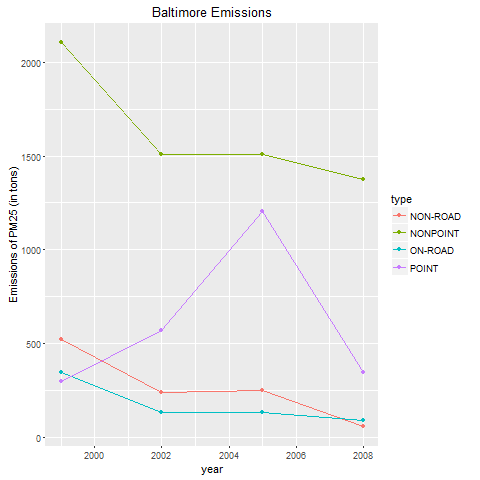 Baltimore Emissions
Emissions of PM25 (in tons)
2000
1500
1000
500
0
2000
2002
2004
2006
2008
year
type
NON-ROAD
NONPOINT
ON-ROAD
POINT